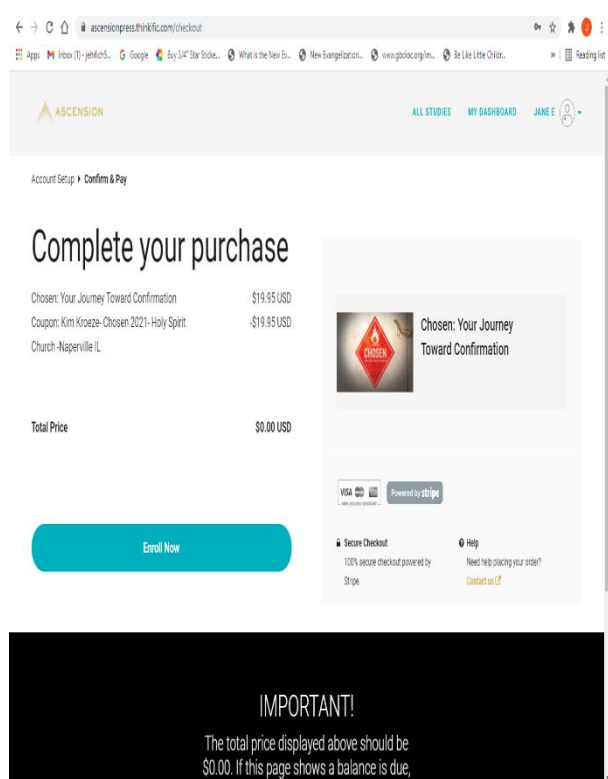 ascensionpress.thinkific.com/checkout
Apps Inbox (1) - jehrlich5... Google Buy 3/4" Star Sticke... What is the New Ev... New Evangelization... www.gbcioc.org/im... Be Like Little Childr... » Reading list
ASCENSION
ALL STUDIES MY DASHBOARD JANE E
Account Setup Confirm & Pay
Complete your purchase
Chosen: Your Journey Toward Confirmation $19.95 USD
Coupon: Kim Kroeze- Chosen 2021- Holy Spirit -$19.95 USD
Church -Naperville IL
Total Price $0.00 USD
Enroll Now
CHOSEN
Chosen: Your Journey
Toward Confirmation
VISA
Powered by stripe
Secure Checkout
100% secure checkout powered by
Stripe.
Help
Need help placing your order?
Contact us
IMPORTANT!
The total price displayed above should be
$0.00. If this page shows a balance is due,